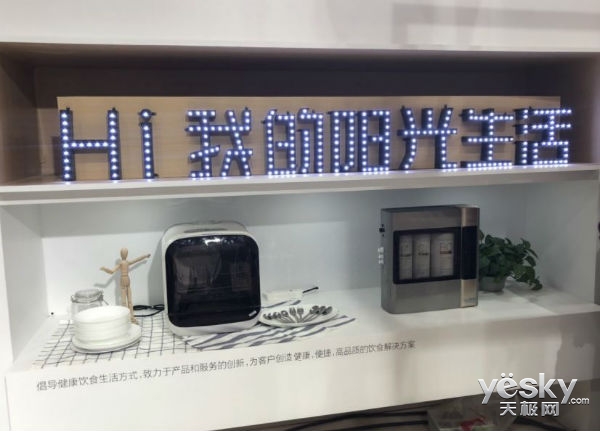 Hi 我的阳光生活
倡导健康饮食生活方式，致力于产品和服务的创新，为客户创造健康，便捷，高品质的饮食解决方案
yësky
天极网.com